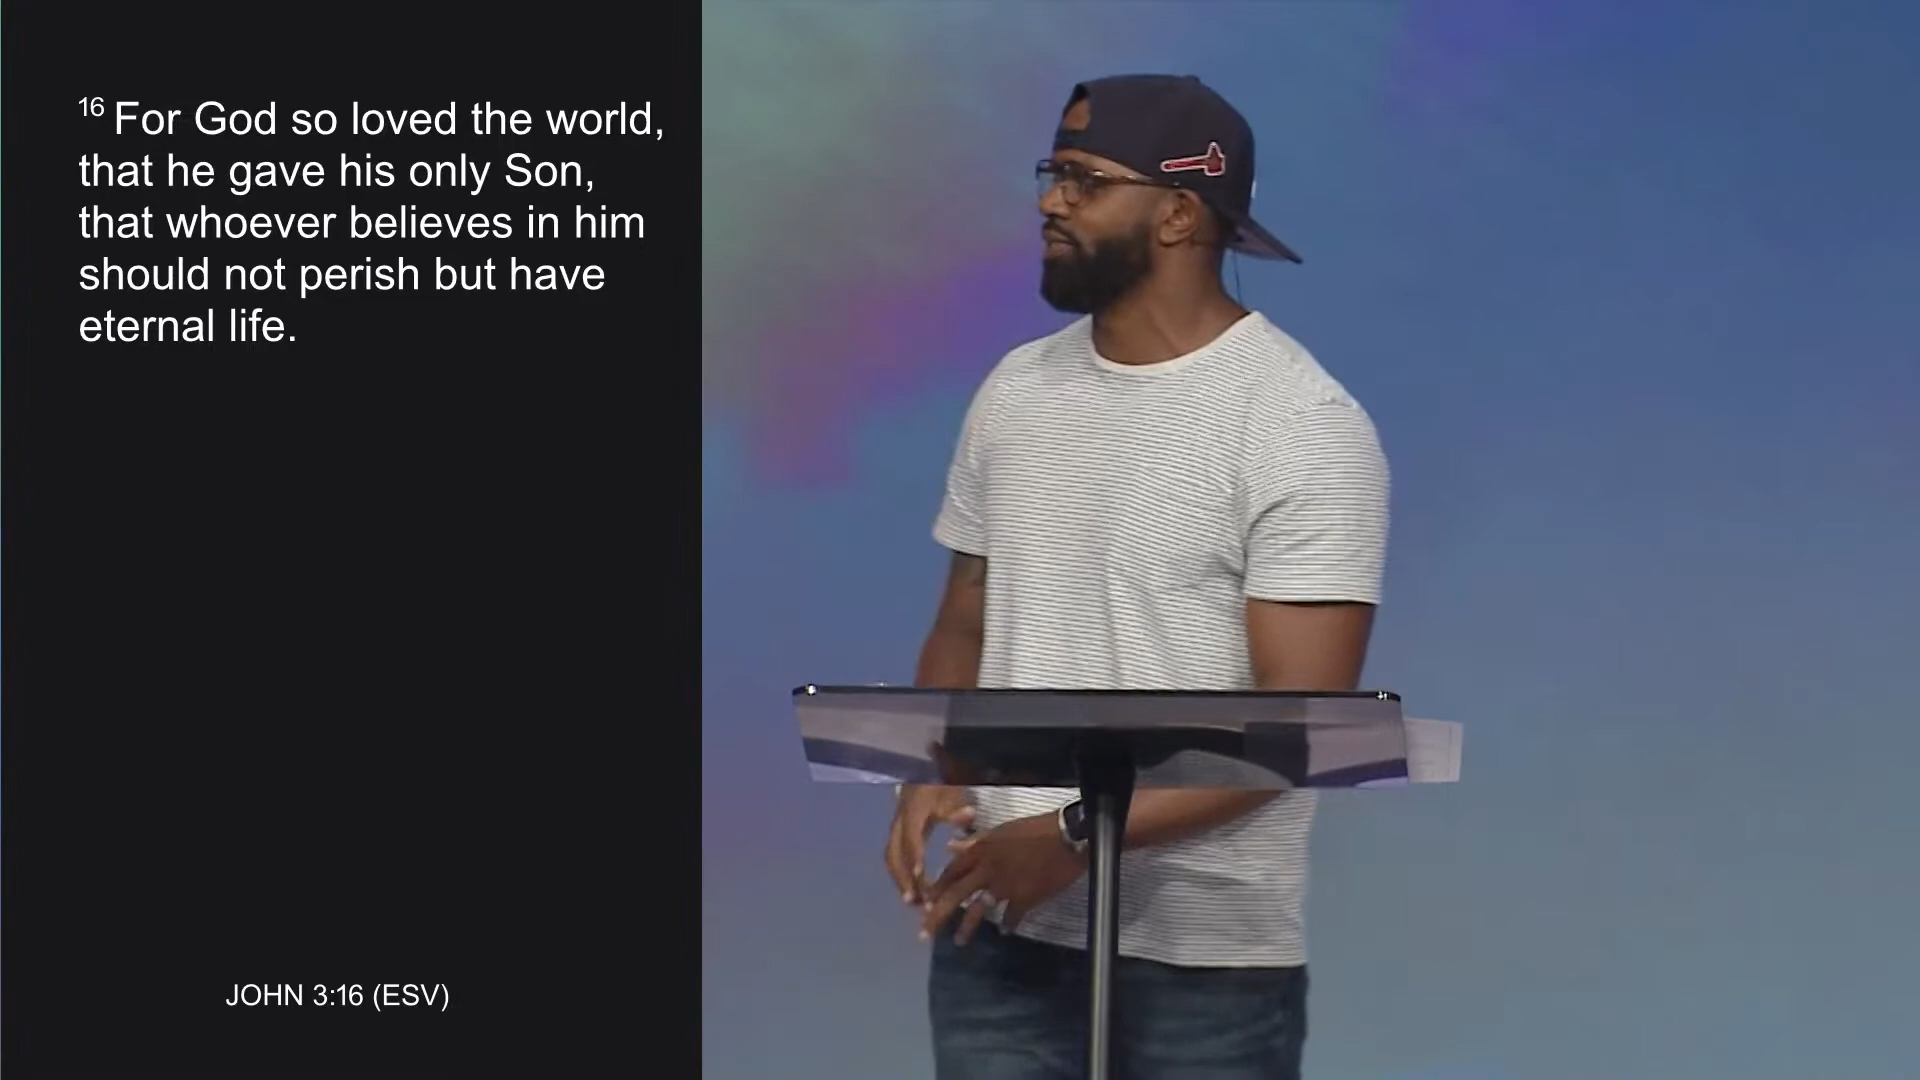 16 For God so loved the world,
that he gave his only Son,
that whoever believes in him
should not perish but have
eternal life.
JOHN 3:16 (ESV)